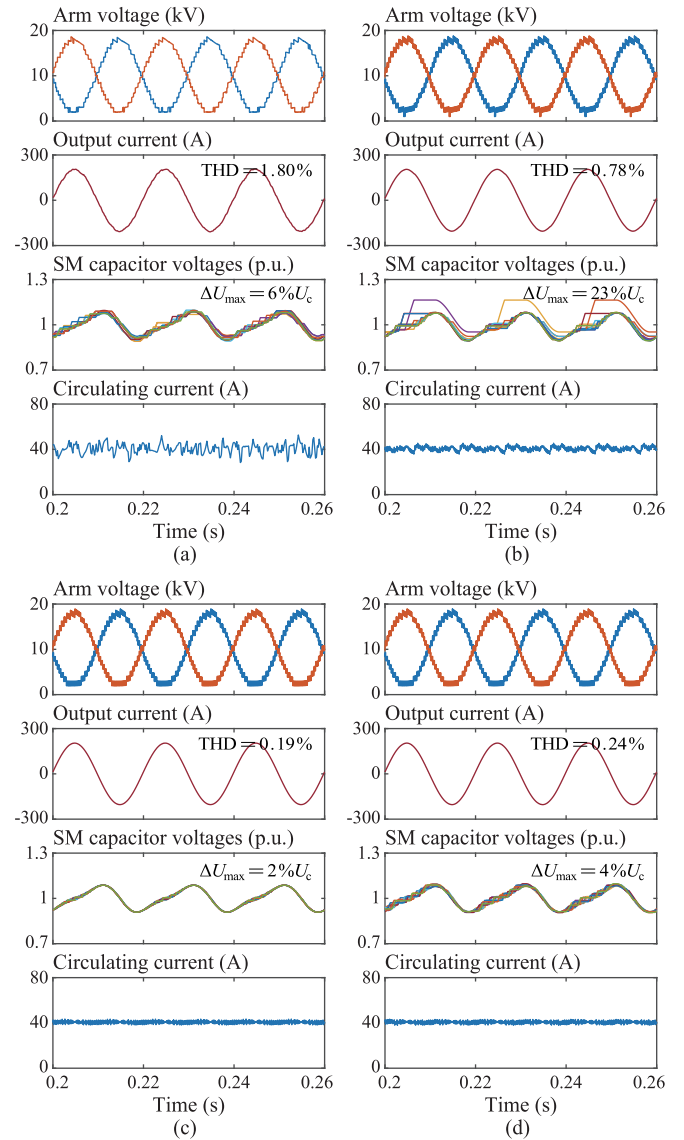 Arm voltage (kV)
20
10
0
Output current (A)
300
THD=1.80%
0
-300
SM capacitor voltages (p.u.)
1.3
ΔUmax=6%Uc
1
0.7
Circulating current (A)
80
40
0
0.2 0.22 0.24 0.26
Time (s)
(a)
Arm voltage (kV)
20
10
0
Output current (A)
300
THD=0.78%
0
-300
SM capacitor voltages (p.u.)
1.3
ΔUmax=23%Uc
1
0.7
Circulating current (A)
80
40
0
0.2 0.22 0.24 0.26
Time (s)
(b)
Arm voltage (kV)
20
10
0
Output current (A)
300
THD=0.19%
0
-300
SM capacitor voltages (p.u.)
1.3
ΔUmax=2%Uc
1
0.7
Circulating current (A)
80
40
0
0.2 0.22 0.24 0.26
Time (s)
(c)
Arm voltage (kV)
20
10
0
Output current (A)
300
THD=0.24%
0
-300
SM capacitor voltages (p.u.)
1.3
ΔUmax=4%Uc
1
0.7
Circulating current (A)
80
40
0
0.2 0.22 0.24 0.26
Time (s)
(d)